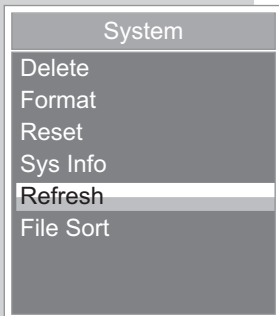 System
Delete
Format
Reset
Sys Info
Refresh
File Sort